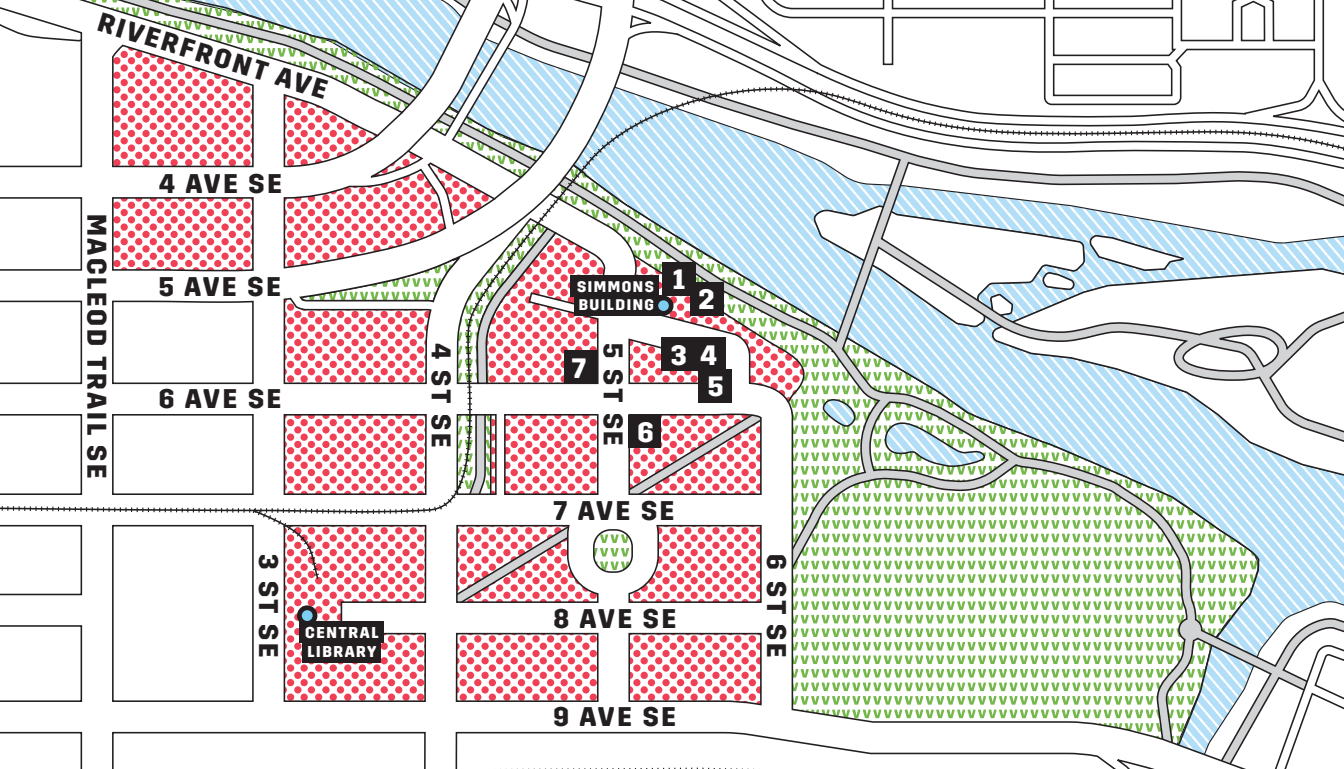 RIVERFRONT AVE
4 AVE SE
MACLEOD TRAIL SE
5 AVE SE
SIMMONS
BUILDING
1
2
3 4
5
7
4 ST SE
5 ST SE
6 AVE SE
6
7 AVE SE
3 ST SE
6 ST SE
8 AVE SE
CENTRAL
LIBRARY
9 AVE SE